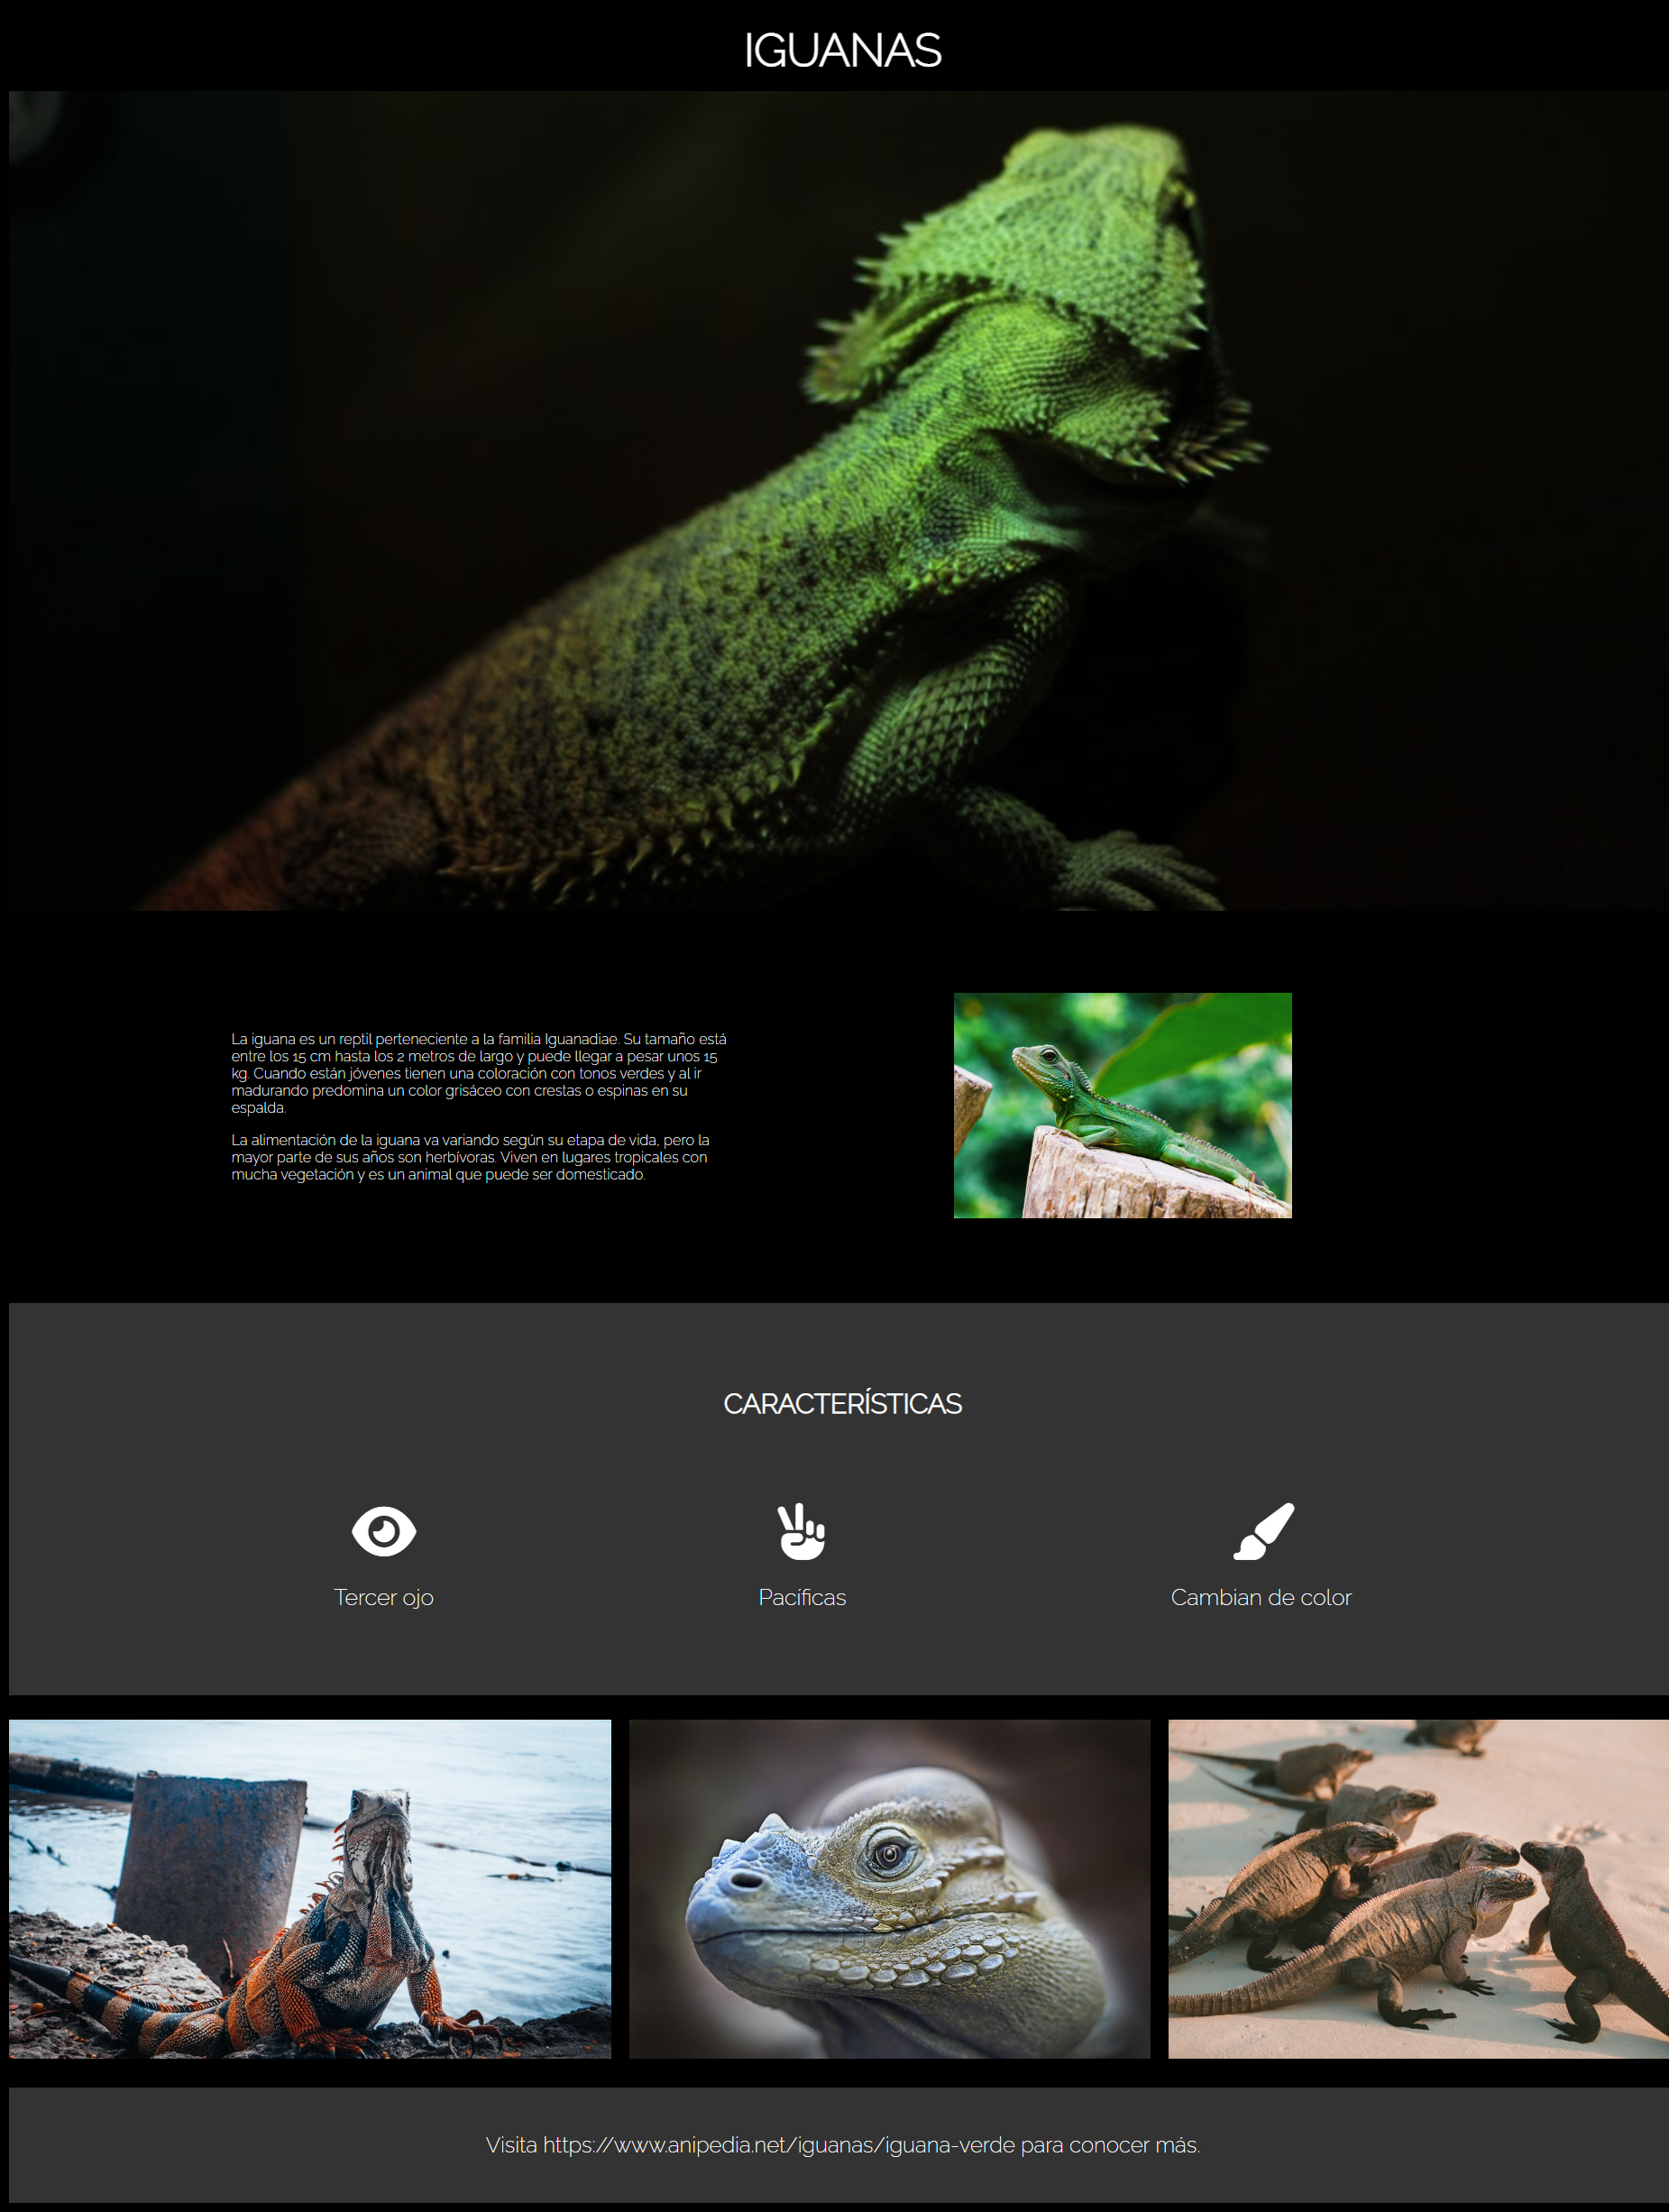 IGUANAS
La iguana es un reptil perteneciente a la familia Iguanadiae. Su tamaño está
entre los 15 cm hasta los 2 metros de largo y puede llegar a pesar unos 15
kg. Cuando están jóvenes tienen una coloración con tonos verdes y al ir
madurando predomina un color grisáceo con crestas o espinas en su
espalda.
La alimentación de la iguana va variando según su etapa de vida, pero la
mayor parte de sus años son herbívoras. Viven en lugares tropicales con
mucha vegetación y es un animal que puede ser domesticado.
CARACTERÍSTICAS
Tercer ojo
Pacíficas
Cambian de color
Visita https://www.anipedia.net/iguanas/iguana-verde para conocer más.